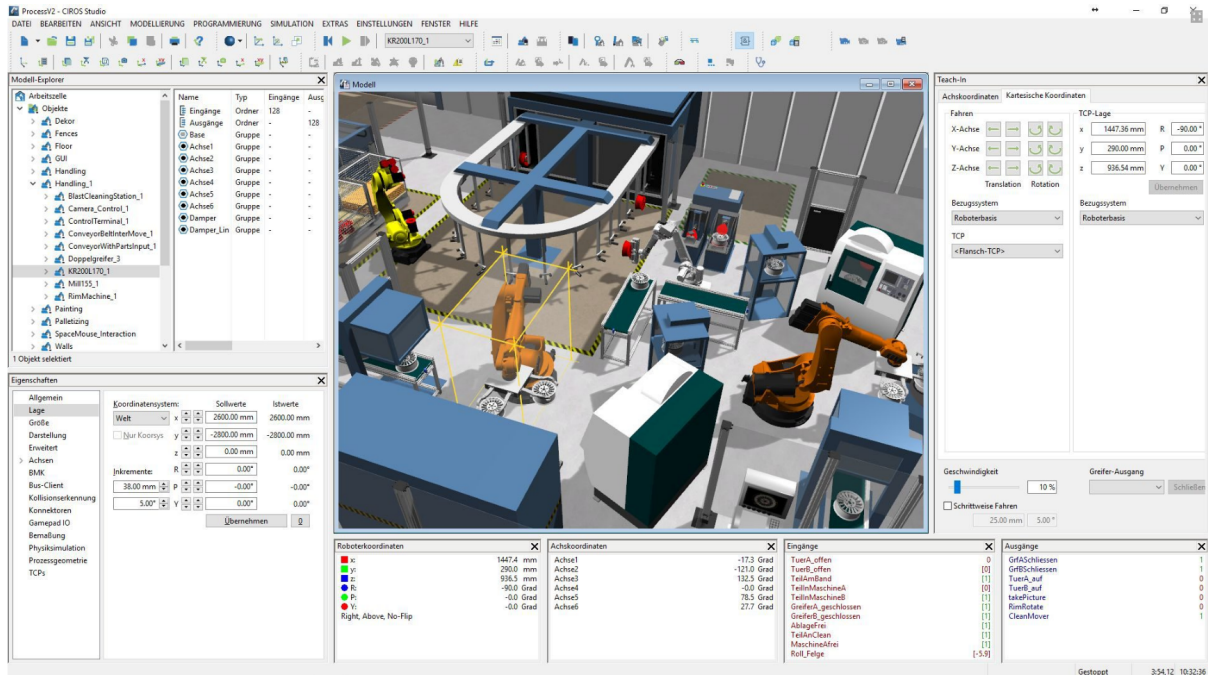 ProcessV2 - CIROS Studio
DATEI BEARBEITEN ANSICHT MODELLIERUNG PROGRAMMIERUNG SIMULATION EXTRAS EINSTELLUNGEN FENSTER HILFE
KR200L170_1
Modell-Explorer
Arbeitszelle
Objekte
Dekor
Fences
Floor
GUI
Handling
Handling_1
BlastCleaningStation_1
Camera_Control_1
ControlTerminal_1
ConveyorBeltInterMove_1
ConveyorWithPartsInput_1
Doppelgreifer_3
KR200L170_1
Mill155_1
RimMachine_1
Painting
Palletizing
SpaceMouse_Interaction
Walls
1 Objekt selektiert
Name Typ Eingänge Ausg
Eingänge Ordner 128 -
Ausgänge Ordner - 128
Base Gruppe - -
Achse1 Gruppe - -
Achse2 Gruppe - -
Achse3 Gruppe - -
Achse4 Gruppe - -
Achse5 Gruppe - -
Achse6 Gruppe - -
Damper Gruppe - -
Damper_Lin Gruppe - -
Eigenschaften
Allgemein
Lage
Größe
Darstellung
Erweitert
Achsen
BMK
Bus-Client
Kollisionserkennung
Konnektoren
Gamepad IO
Bemaßung
Physiksimulation
Prozessgeometrie
TCPs
Koordinatensystem: Sollwerte Istwerte
Welt x 2600.00 mm 2600.00 mm
Nur Koorsys y -2800.00 mm -2800.00 mm
z 0.00 mm 0.00 mm
Inkremente: R 0.00° 0.00°
38.00 mm P -0.00° -0.00°
5.00° Y 0.00° 0.00°
Übernehmen 0
Modell
Teach-In
Achskoordinaten Kartesische Koordinaten
Fahren
X-Achse
Y-Achse
Z-Achse
Translation Rotation
Bezugssystem
Roboterbasis
TCP
<Flansch-TCP>
TCP-Lage
x 1447.36 mm R -90.00 °
y 290.00 mm P 0.00 °
z 936.54 mm Y 0.00 °
Übernehmen
Bezugssystem
Roboterbasis
Geschwindigkeit
10 %
Schrittweise Fahren
25.00 mm 5.00 °
Greifer-Ausgang
Schließen
Roboterkoordinaten
x: 1447.4 mm
y: 290.0 mm
z: 936.5 mm
R: -90.0 Grad
P: -0.0 Grad
Y: -0.0 Grad
Right, Above, No-Flip
Achskoordinaten
Achse1 -17.3 Grad
Achse2 -121.0 Grad
Achse3 132.5 Grad
Achse4 -0.0 Grad
Achse5 78.5 Grad
Achse6 27.7 Grad
Eingänge
TuerA_offen 0
TuerB_offen [0]
TeilAmBand [1]
TeilInMaschineA [0]
TeilInMaschineB [1]
GreiferA_geschlossen [1]
GreiferB_geschlossen [1]
AblageFrei [1]
TeilAnClean [1]
MaschineAfrei [1]
Roll_Felge [-5.9]
Ausgänge
GrfASchliessen 1
GrfBSchliessen 1
TuerA_auf 0
TuerB_auf 0
takePicture 0
RimRotate 0
CleanMover 1
Gestoppt 3:54,12 10:32:36